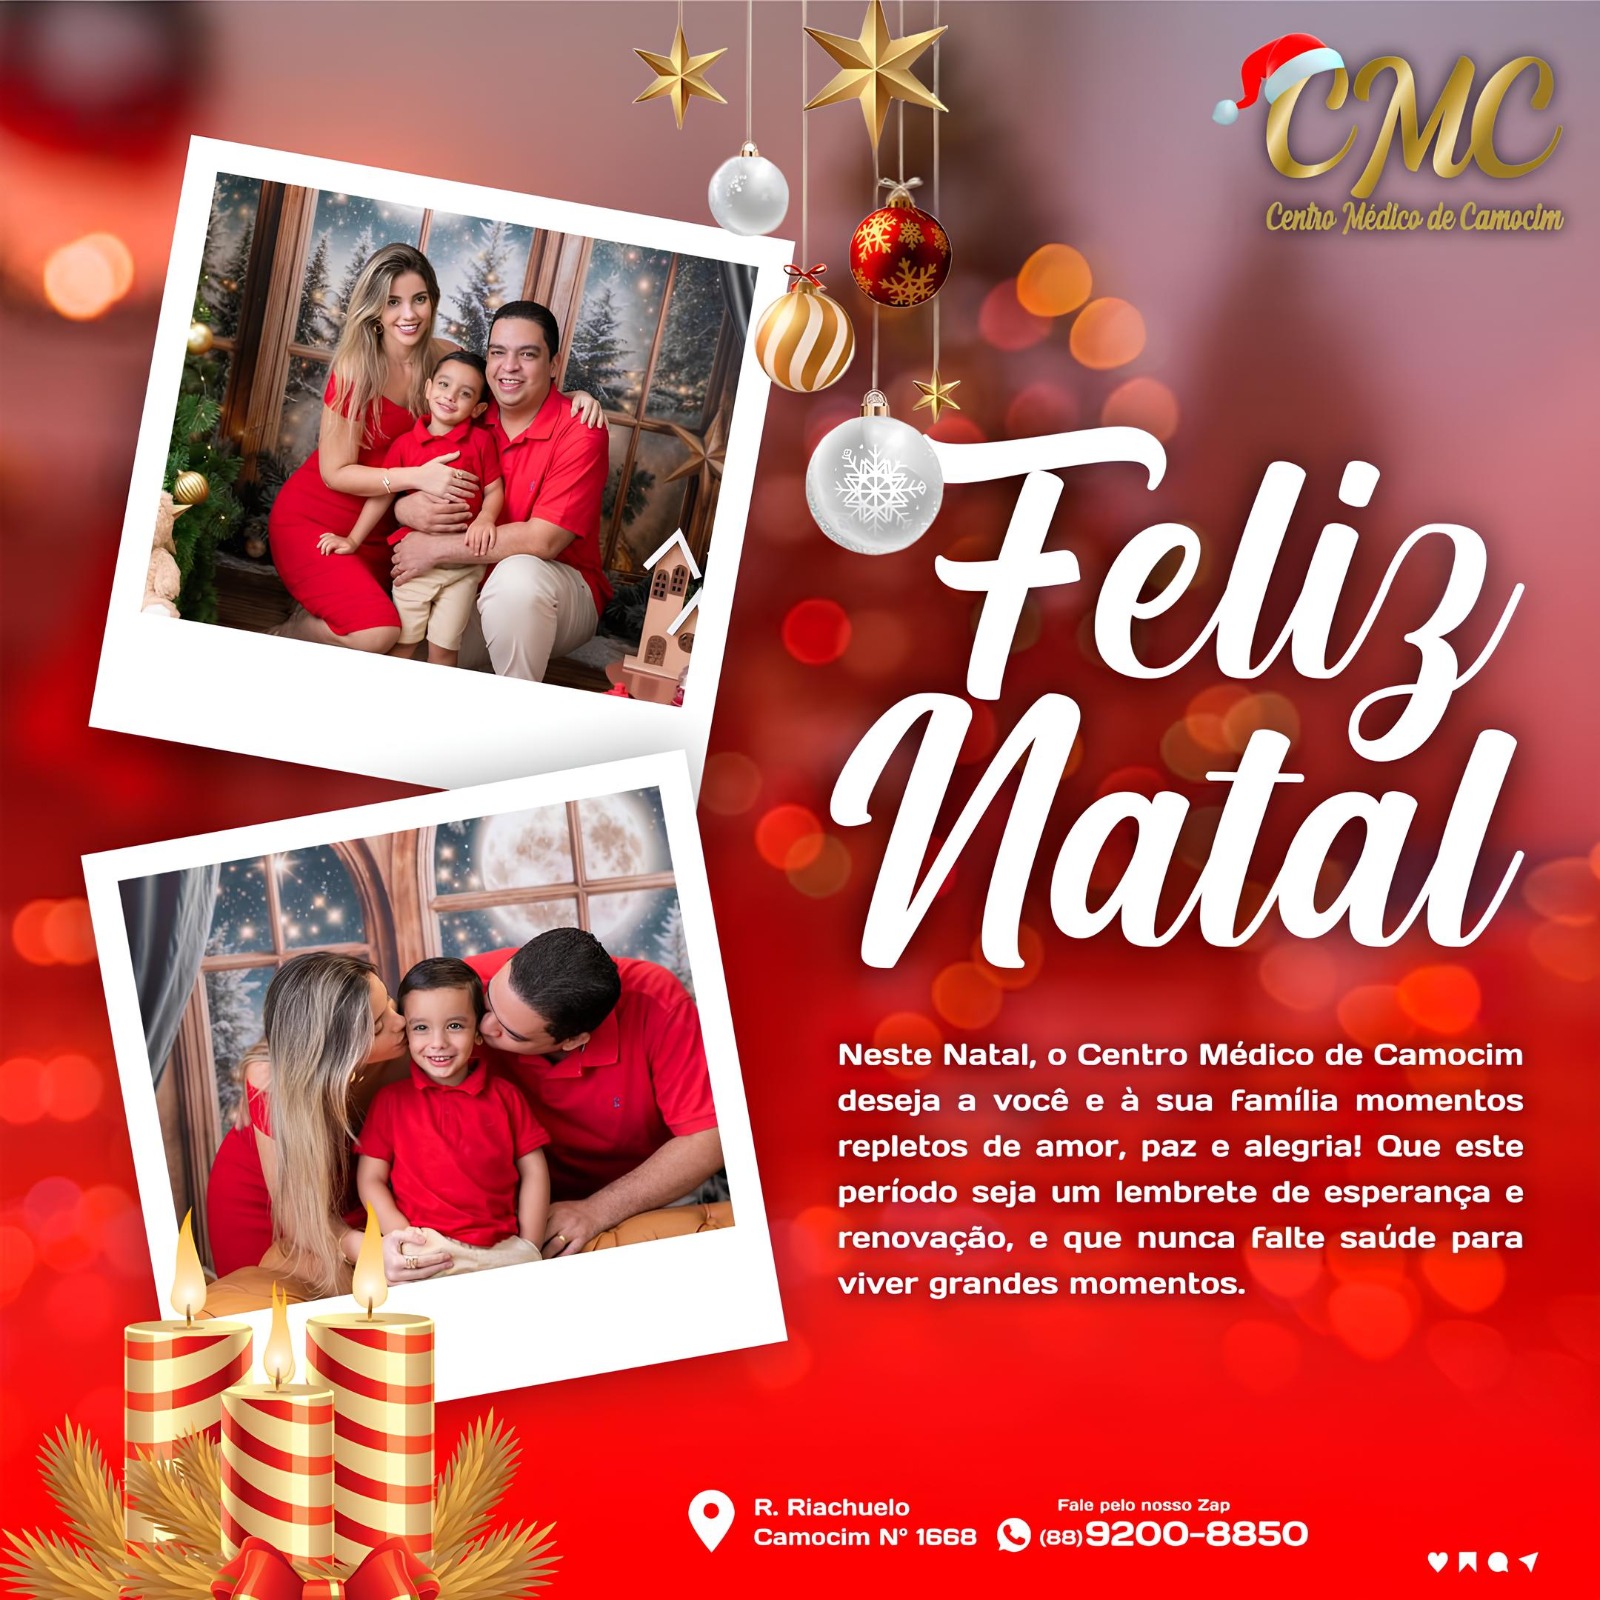 CMC
Centro Médico de Camocim
Feliz
Natal
Neste Natal, o Centro Médico de Camocim
deseja a você e à sua família momentos
repletos de amor, paz e alegria! Que este
período seja um lembrete de esperança e
renovação, e que nunca falte saúde para
viver grandes momentos.
R. Riachuelo
Camocim N° 1668
Fale pelo nosso Zap
(88)9200-8850